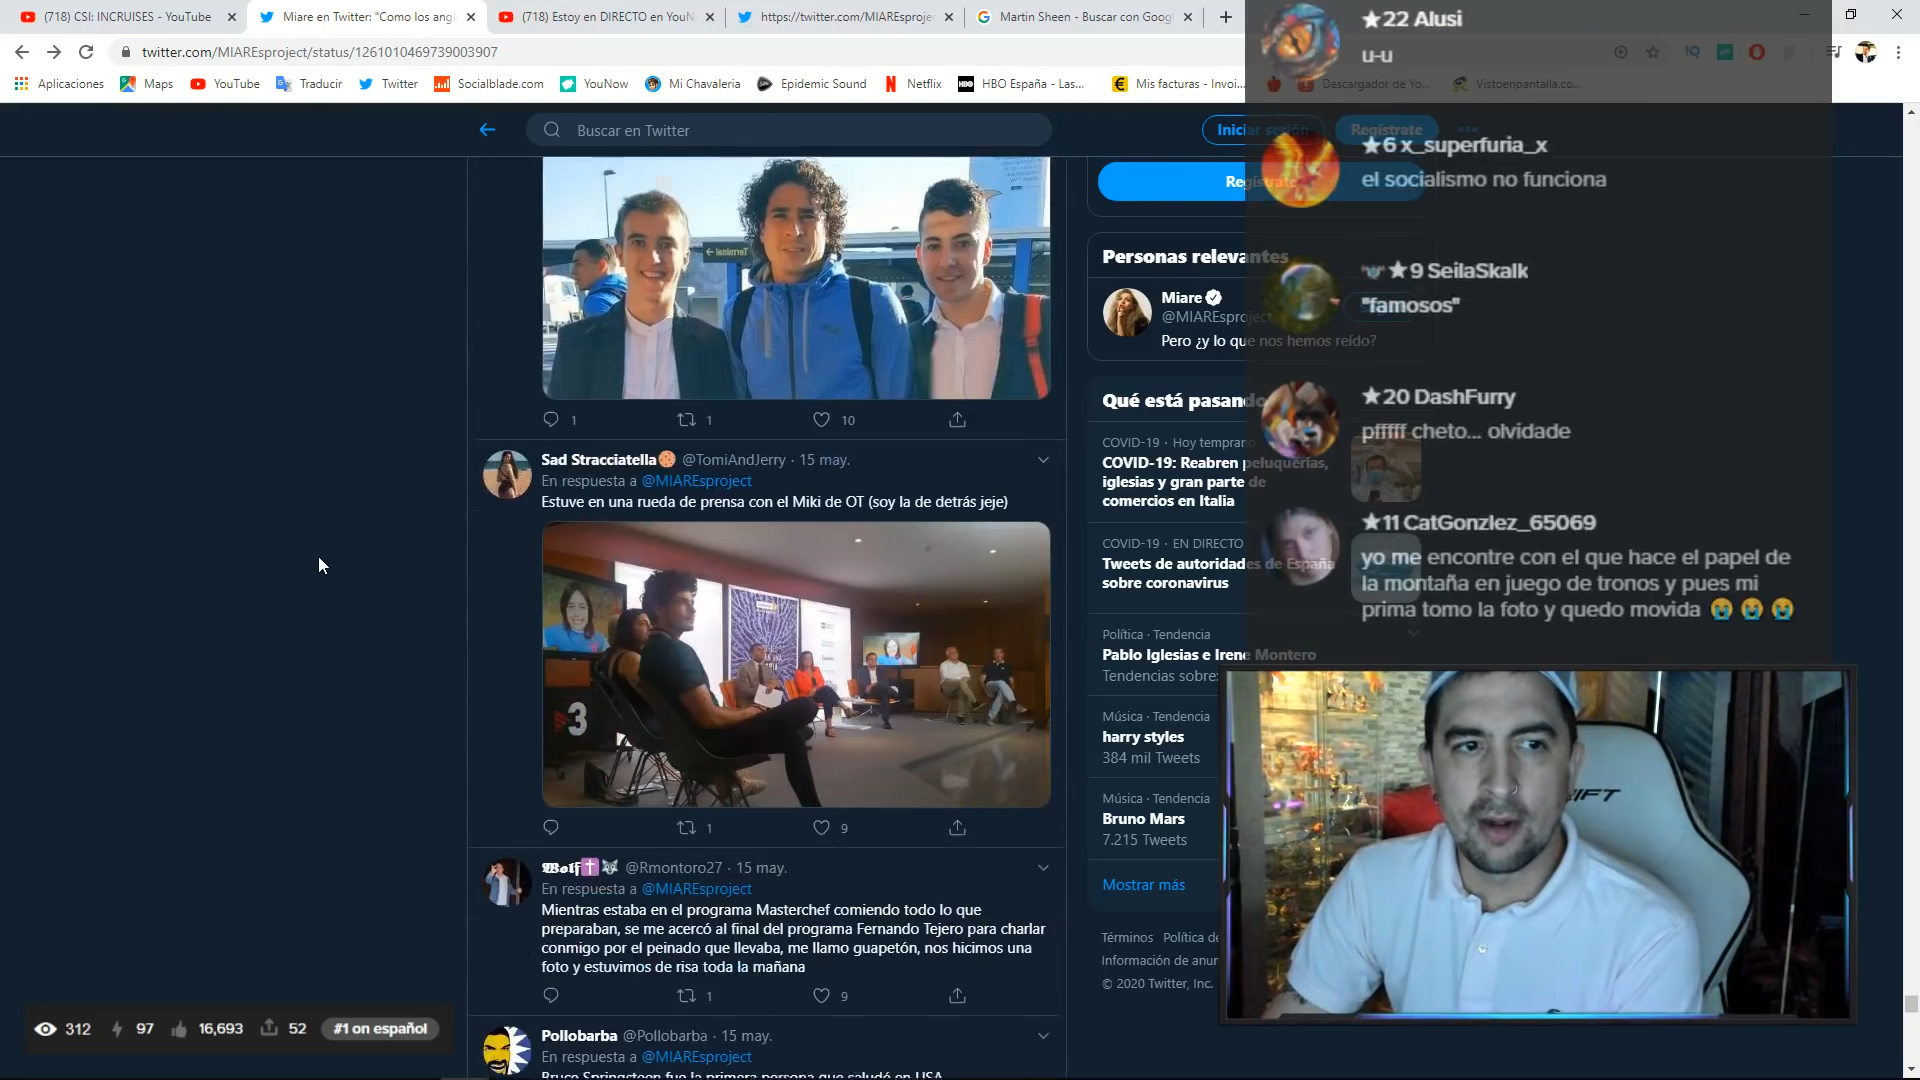 (718) CSI: INCRUISES - YouTube
Miare en Twitter: "Como los angl
(718) Estoy en DIRECTO en YouN
https://twitter.com/MIAREsproje
Martin Sheen - Buscar con Goog
twitter.com/MIAREsproject/status/1261010469739003907
Aplicaciones
Maps
YouTube
Traducir
Twitter
Socialblade.com
YouNow
Mi Chavaleria
Epidemic Sound
Netflix
HBO España - Las...
Mis facturas - Invoi...
Descargador de Yo...
Vistoenpantalla.co...
Buscar en Twitter
Iniciar sesión
Regístrate
Regístrate
Terminal
1
1
10
Sad Stracciatella @TomiAndJerry · 15 may.
En respuesta a @MIAREsproject
Estuve en una rueda de prensa con el Miki de OT (soy la de detrás jeje)
3
1
9
Wolf @Rmontoro27 · 15 may.
En respuesta a @MIAREsproject
Mientras estaba en el programa Masterchef comiendo todo lo que
preparaban, se me acercó al final del programa Fernando Tejero para charlar
conmigo por el peinado que llevaba, me llamo guapetón, nos hicimos una
foto y estuvimos de risa toda la mañana
1
9
Pollobarba @Pollobarba · 15 may.
En respuesta a @MIAREsproject
Bruce Springsteen fue la primera persona que saludé en USA
Personas relevantes
Miare
@MIAREsproject
Pero ¿y lo que nos hemos reído?
Qué está pasando
COVID-19 · Hoy temprano
COVID-19: Reabren peluquerías,
iglesias y gran parte de
comercios en Italia
COVID-19 · EN DIRECTO
Tweets de autoridades de España
sobre coronavirus
Política · Tendencia
Pablo Iglesias e Irene Montero
Tendencias sobre:
Música · Tendencia
harry styles
384 mil Tweets
Música · Tendencia
Bruno Mars
7.215 Tweets
Mostrar más
Términos Política de
Información de anun
© 2020 Twitter, Inc.
★22 Alusi
u-u
★6 x_superfuria_x
el socialismo no funciona
★9 SeilaSkalk
"famosos"
★20 DashFurry
pfffff cheto... olvidade
★11 CatGonzlez_65069
yo me encontre con el que hace el papel de
la montaña en juego de tronos y pues mi
prima tomo la foto y quedo movida 😭 😭 😭
312
97
16,693
52
#1 on español